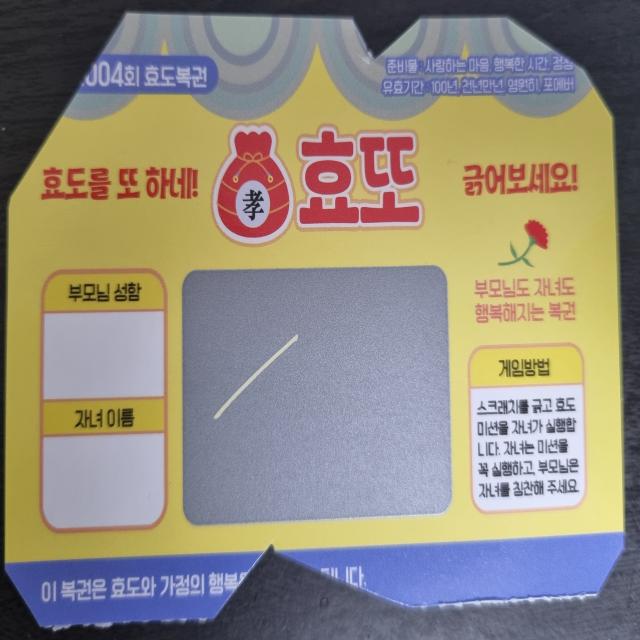 004회 효도복권
준비물 : 사랑하는 마음 행복한 시간
유효기간 : 100년 천년만년 영원히 포에버
효도를 또 하네!
孝
효또
긁어보세요!
부모님도 자녀도
행복해지는 복권
부모님 성함
자녀 이름
게임방법
스크래치를 긁고 효도
미션을 자녀가 실행합
니다. 자녀는 미션을
꼭 실행하고, 부모님은
자녀를 칭찬해 주세요
이 복권은 효도와 가정의 행복
니다.